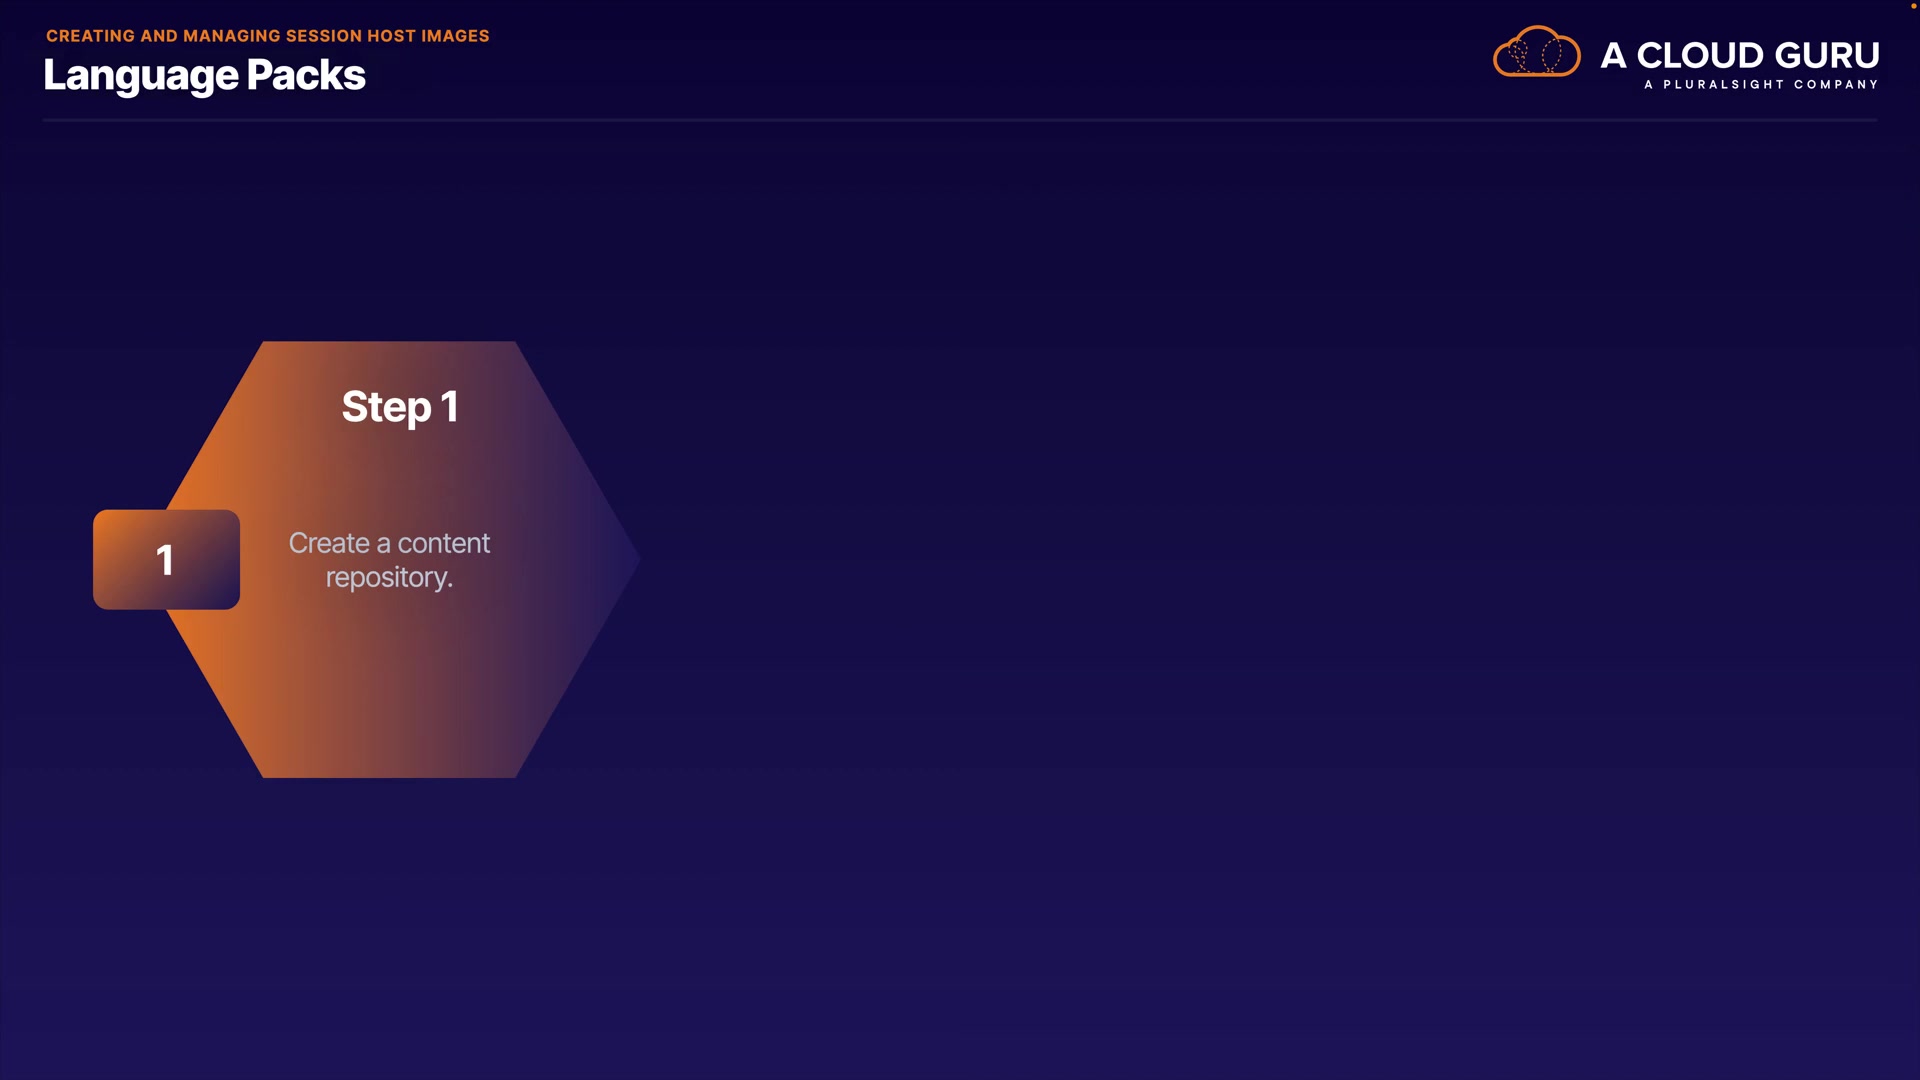 CREATING AND MANAGING SESSION HOST IMAGES
Language Packs
A CLOUD GURU
A PLURALSIGHT COMPANY
Step 1
1
Create a content
repository.